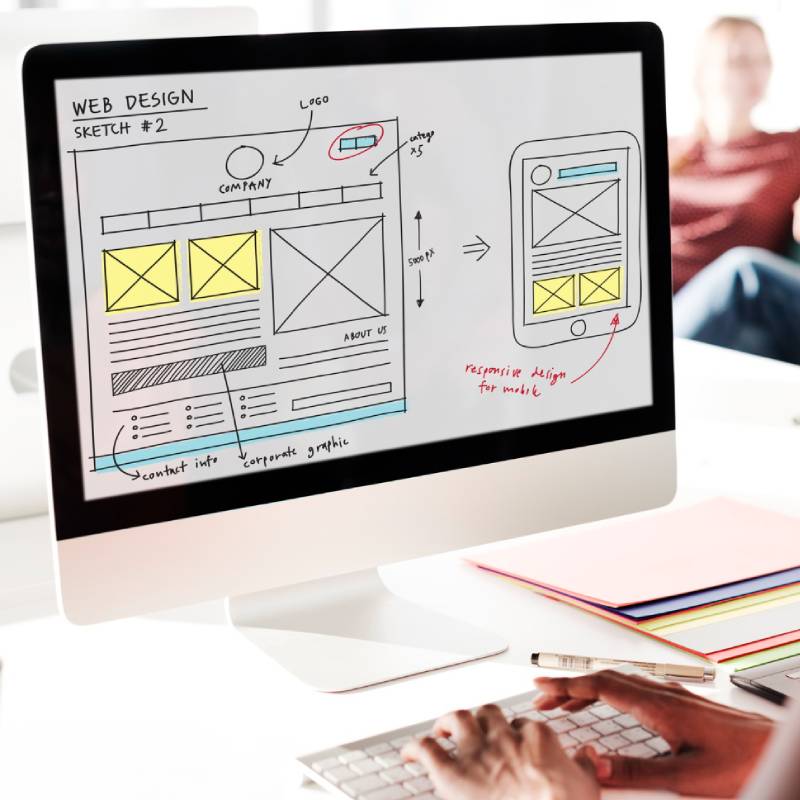 WEB DESIGN
SKETCH #2
LOGO
COMPANY
catego
x5
5000 px
ABOUT US
responsive design
for mobile
contact info
corporate graphic